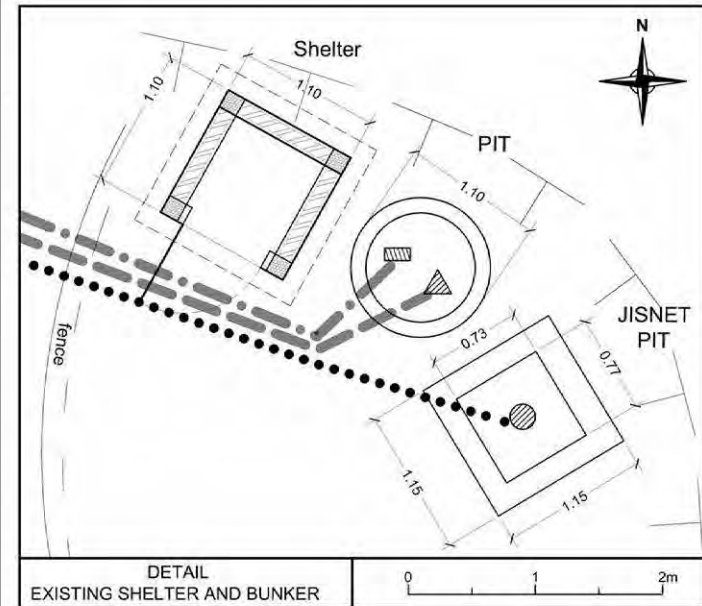 N
Shelter
1.10
1.10
PIT
1.10
JISNET
PIT
0.73
0.77
fence
1.15
1.15
DETAIL
EXISTING SHELTER AND BUNKER
0 1 2m